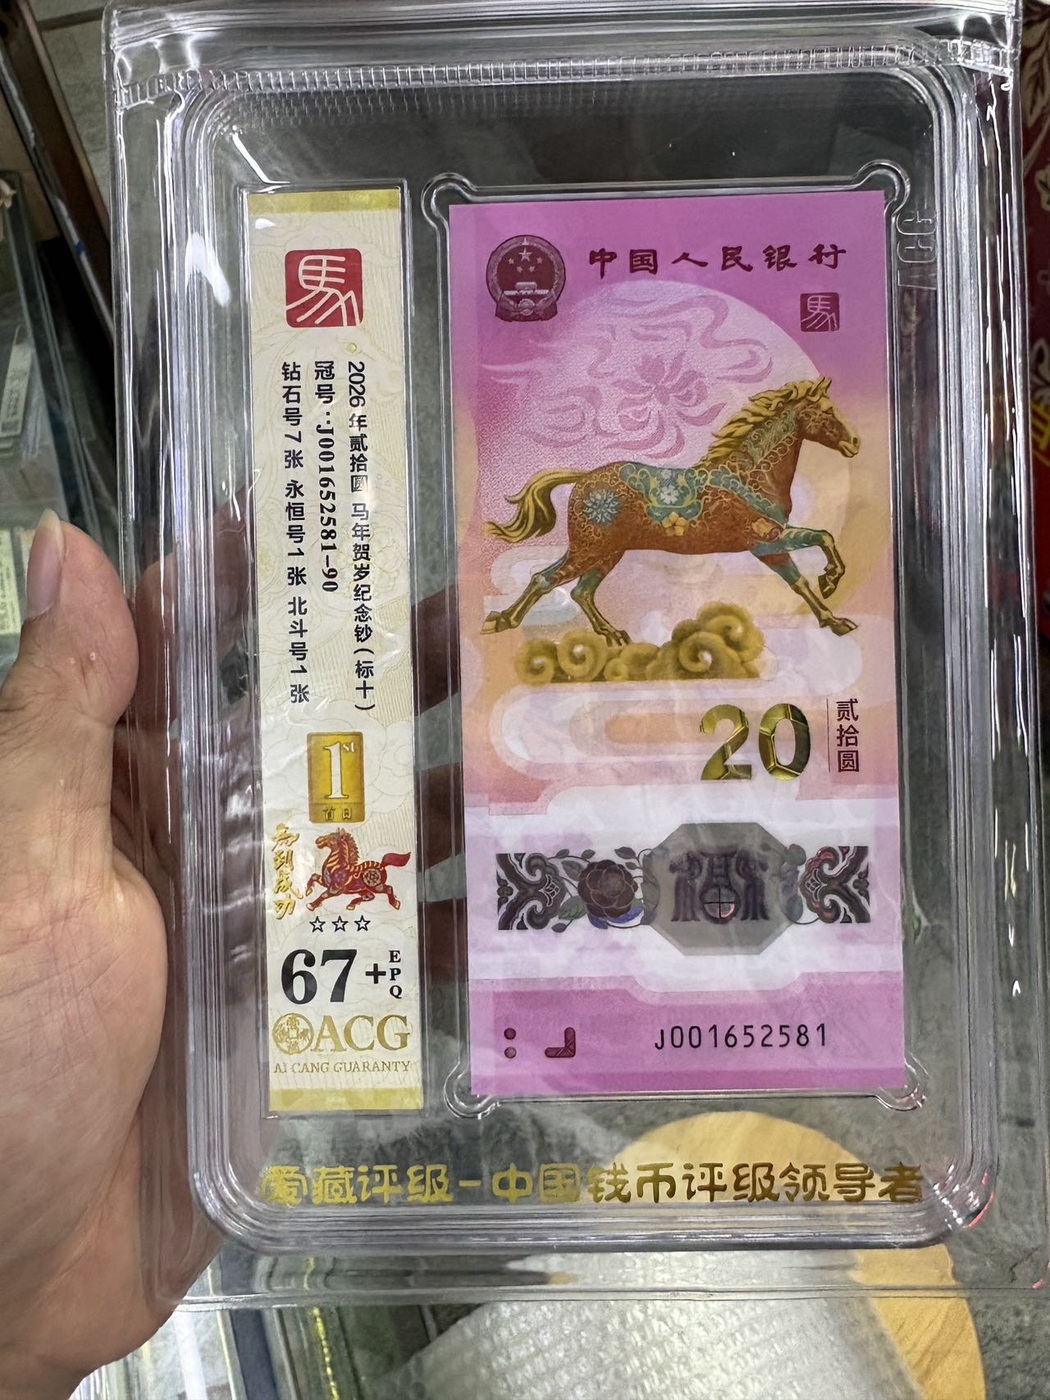 馬
2026年贰拾圆 马年贺岁纪念钞(标十)
冠号:J001652581-90
钻石号7张 永恒号1张 北斗号1张
1st
首日
马到成功
67+EPQ
ACG
AI CANG GUARANTY
中国人民银行
馬
20
贰拾圆
福
J001652581
爱藏评级-中国钱币评级领导者